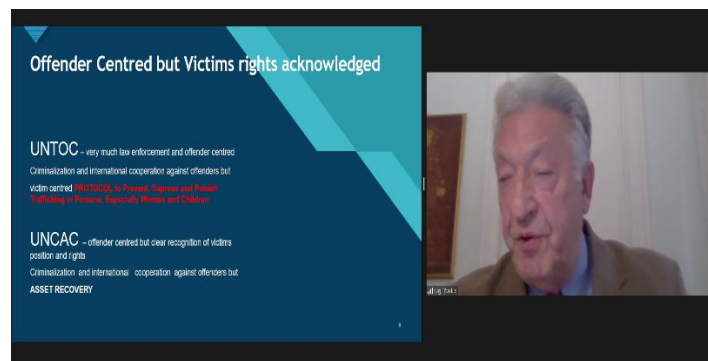 Offender Centred but Victims rights acknowledged
UNTOC – very much law enforcement and offender centred
Criminalization and international cooperation against offenders but
victim centred PROTOCOL to Prevent, Supress and Punish
Trafficking in Persons, Especially Women and Children
UNCAC – offender centred but clear recognition of victims
position and rights
Criminalization and international cooperation against offenders but
ASSET RECOVERY